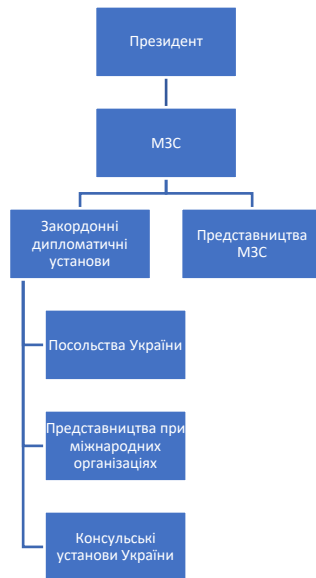 Президент
МЗС
Закордонні
дипломатичні
установи
Представництва
МЗС
Посольства України
Представництва при
міжнародних
організаціях
Консульські
установи України